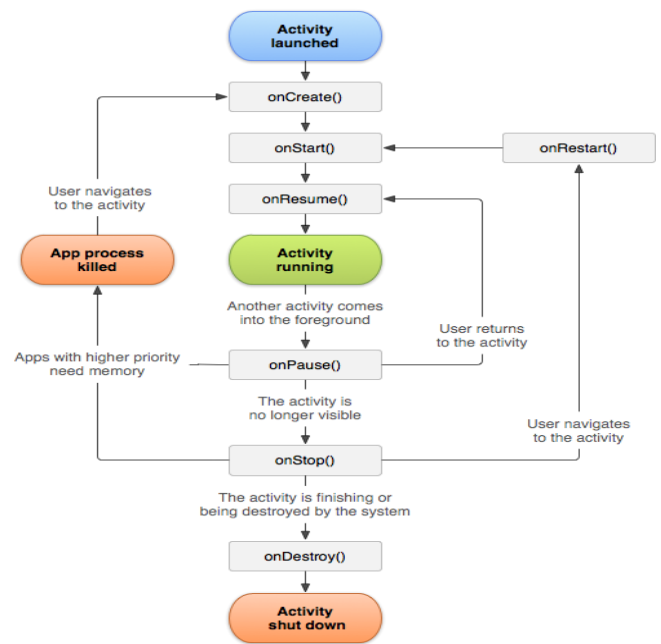 Activity
launched
onCreate()
onStart()
onRestart()
User navigates
to the activity
onResume()
App process
killed
Activity
running
Another activity comes
into the foreground
User returns
to the activity
Apps with higher priority
need memory
onPause()
The activity is
no longer visible
User navigates
to the activity
onStop()
The activity is finishing or
being destroyed by the system
onDestroy()
Activity
shut down